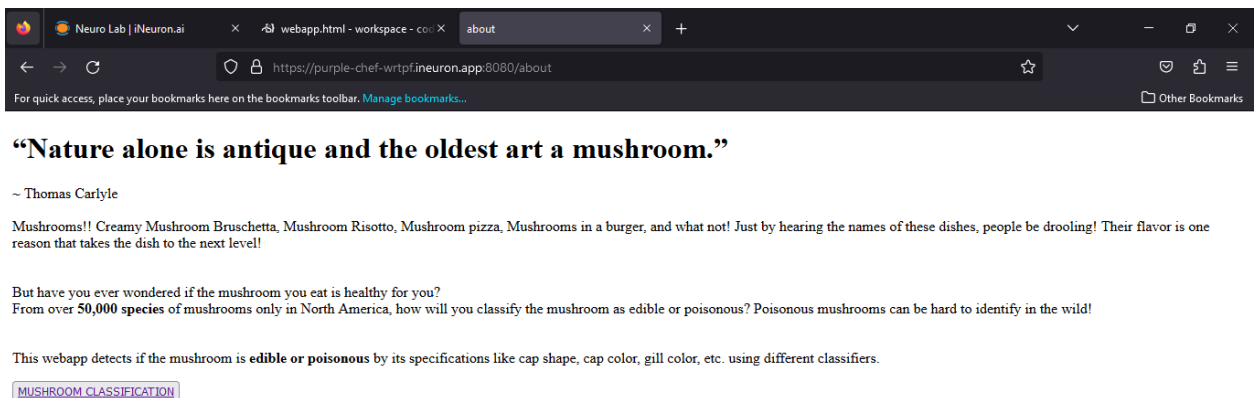 Neuro Lab | iNeuron.ai
webapp.html - workspace - cod
about
https://purple-chef-wrtpf.ineuron.app:8080/about
For quick access, place your bookmarks here on the bookmarks toolbar. Manage bookmarks...
Other Bookmarks
“Nature alone is antique and the oldest art a mushroom.”
~ Thomas Carlyle
Mushrooms!! Creamy Mushroom Bruschetta, Mushroom Risotto, Mushroom pizza, Mushrooms in a burger, and what not! Just by hearing the names of these dishes, people be drooling! Their flavor is one
reason that takes the dish to the next level!
But have you ever wondered if the mushroom you eat is healthy for you?
From over 50,000 species of mushrooms only in North America, how will you classify the mushroom as edible or poisonous? Poisonous mushrooms can be hard to identify in the wild!
This webapp detects if the mushroom is edible or poisonous by its specifications like cap shape, cap color, gill color, etc. using different classifiers.
MUSHROOM CLASSIFICATION